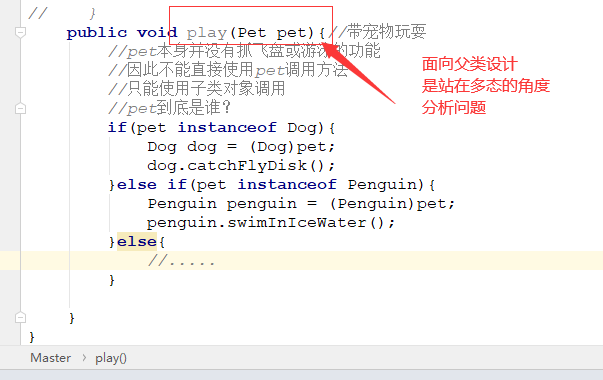 //    }
public void play(Pet pet){//带宠物玩耍
//pet本身并没有抓飞盘或游泳的功能
//因此不能直接使用pet调用方法
//只能使用子类对象调用
//pet到底是谁?
if(pet instanceof Dog){
Dog dog = (Dog)pet;
dog.catchFlyDisk();
}else if(pet instanceof Penguin){
Penguin penguin = (Penguin)pet;
penguin.swimInIceWater();
}else{
//.....
}
}
}
面向父类设计
是站在多态的角度
分析问题
Master › play()